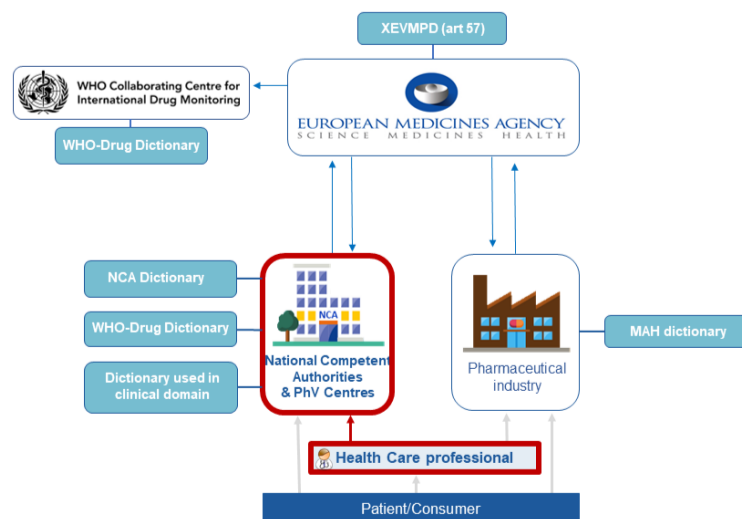 XEVMPD (art 57)
WHO Collaborating Centre for
International Drug Monitoring
EUROPEAN MEDICINES AGENCY
SCIENCE MEDICINES HEALTH
WHO-Drug Dictionary
NCA Dictionary
WHO-Drug Dictionary
Dictionary used in
clinical domain
NCA
National Competent
Authorities
& PhV Centres
Pharmaceutical
industry
MAH dictionary
Health Care professional
Patient/Consumer